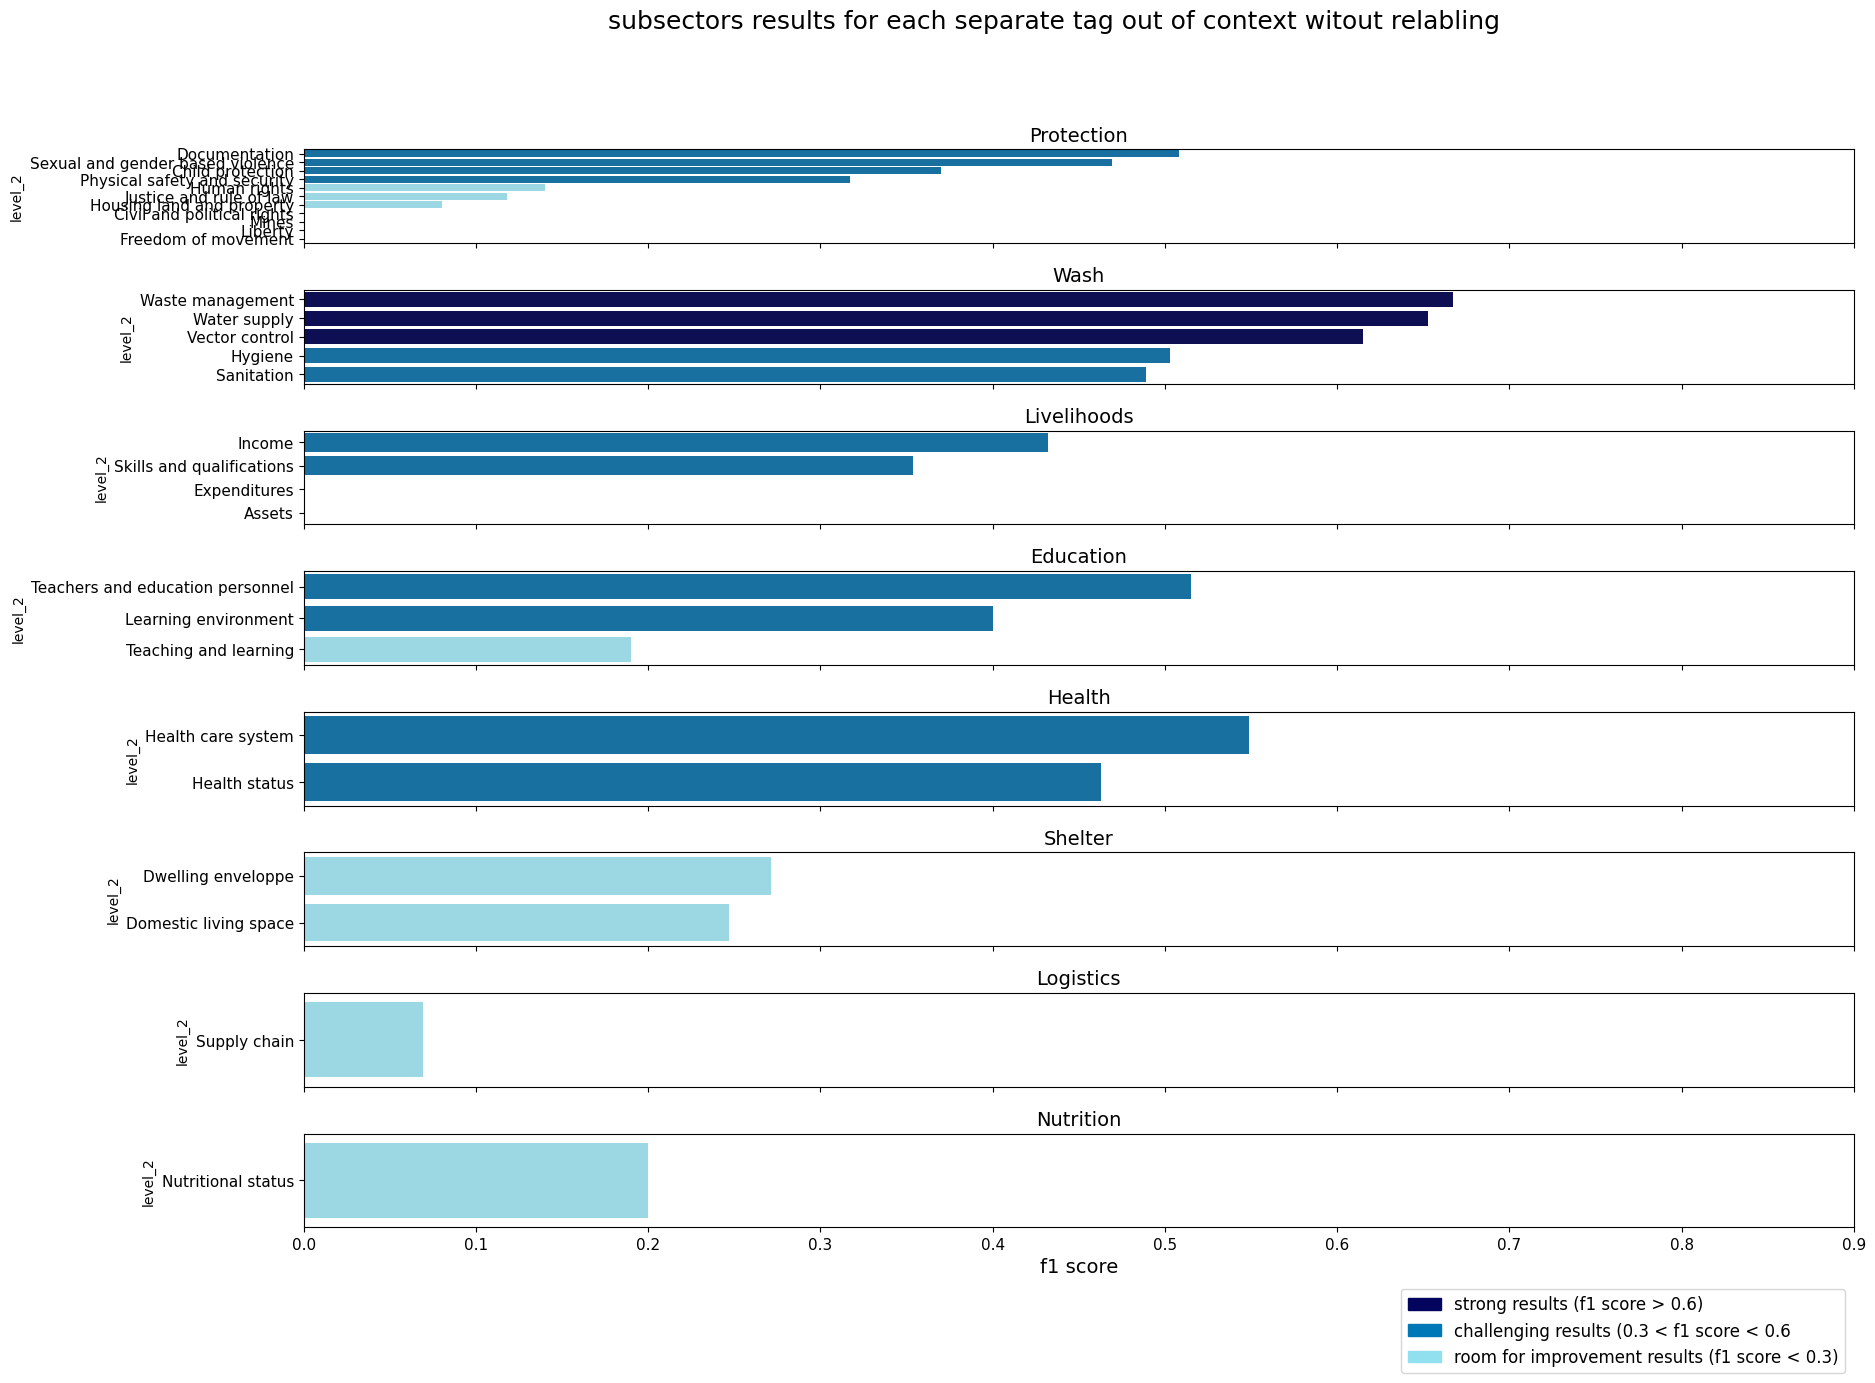 subsectors results for each separate tag out of context witout relabling
Protection
level_2
Documentation
Sexual and gender based violence
Child protection
Physical safety and security
Human rights
Justice and rule of law
Housing land and property
Civil and political rights
Mines
Liberty
Freedom of movement
Wash
level_2
Waste management
Water supply
Vector control
Hygiene
Sanitation
Livelihoods
level_2
Income
Skills and qualifications
Expenditures
Assets
Education
level_2
Teachers and education personnel
Learning environment
Teaching and learning
Health
level_2
Health care system
Health status
Shelter
level_2
Dwelling enveloppe
Domestic living space
Logistics
level_2
Supply chain
Nutrition
level_2
Nutritional status
0.0 0.1 0.2 0.3 0.4 0.5 0.6 0.7 0.8 0.9
f1 score
strong results (f1 score > 0.6)
challenging results (0.3 < f1 score < 0.6
room for improvement results (f1 score < 0.3)